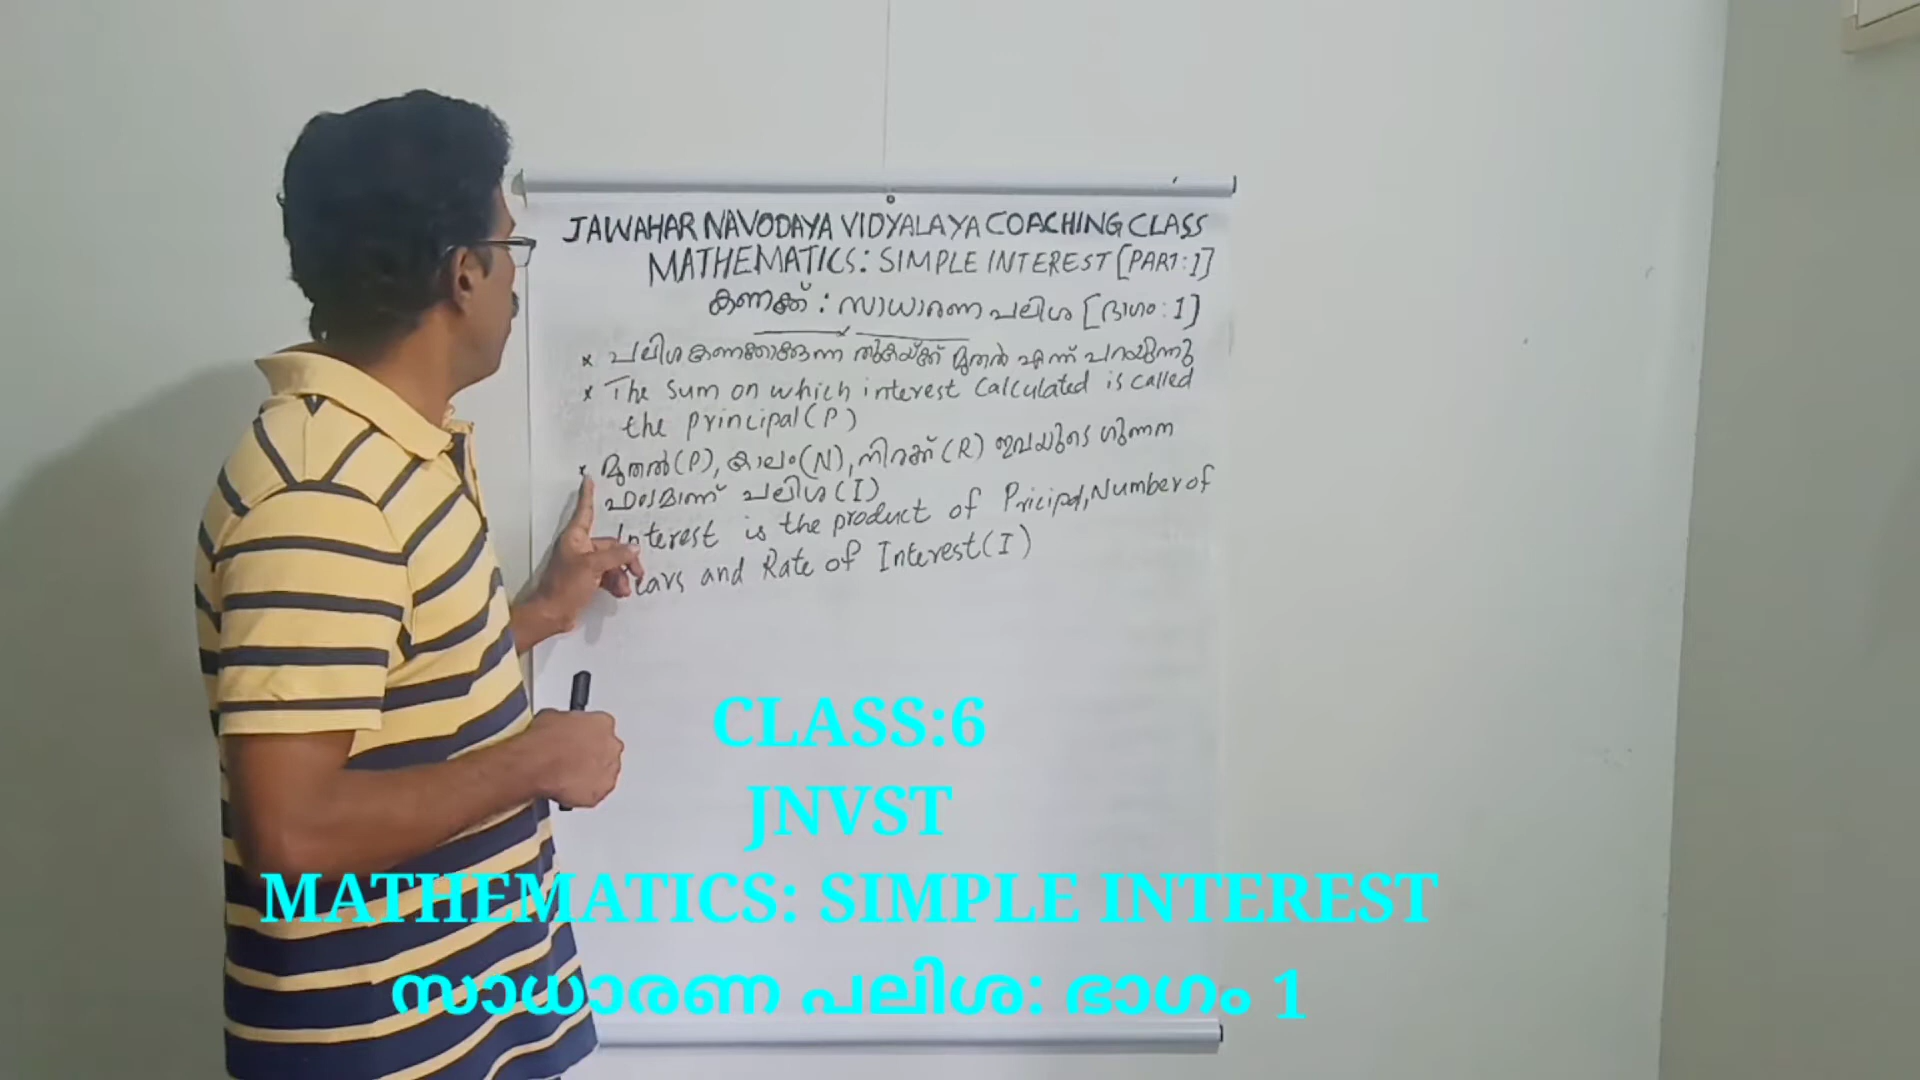 JAWAHAR NAVODAYA VIDYALAYA COACHING CLASS
MATHEMATICS: SIMPLE INTEREST [PART:1]
കണക്ക് : സാധാരണ പലിശ [ഭാഗം:1]
* പലിശ കണക്കാക്കുന്ന തുകയ്ക്ക് മുതൽ എന്ന് പറയുന്നു
* The Sum on which interest Calculated is called
the principal(P)
* മുതൽ(P), കാലം(N), നിരക്ക്(R) ഇവയുടെ ഗുണന
ഫലമാണ് പലിശ(I)
Interest is the product of Pricipal, Number of
and Rate of Interest(I)
CLASS:6
JNVST
MATHEMATICS: SIMPLE INTEREST
സാധാരണ പലിശ: ഭാഗം 1